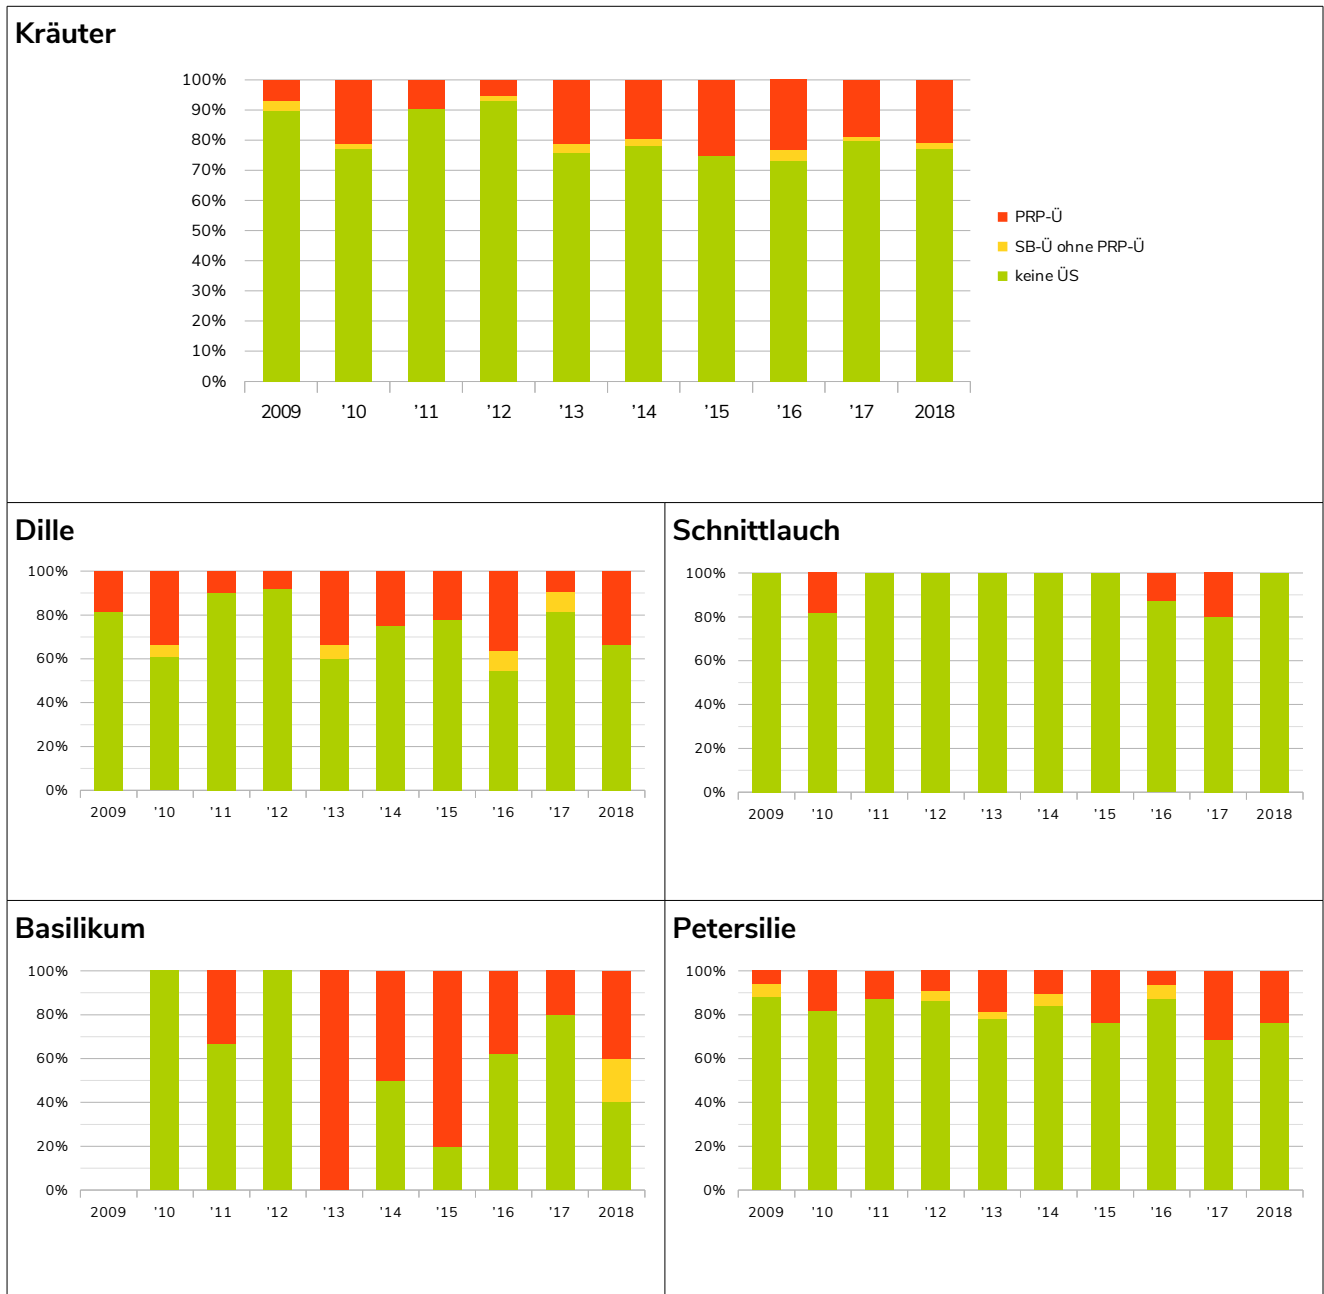 Kräuter
100%
90%
80%
70%
60%
50%
40%
30%
20%
10%
0%
2009 ’10 ’11 ’12 ’13 ’14 ’15 ’16 ’17 2018
PRP-Ü
SB-Ü ohne PRP-Ü
keine ÜS
Dille
100%
80%
60%
40%
20%
0%
2009 ’10 ’11 ’12 ’13 ’14 ’15 ’16 ’17 2018
Schnittlauch
100%
80%
60%
40%
20%
0%
2009 ’10 ’11 ’12 ’13 ’14 ’15 ’16 ’17 2018
Basilikum
100%
80%
60%
40%
20%
0%
2009 ’10 ’11 ’12 ’13 ’14 ’15 ’16 ’17 2018
Petersilie
100%
80%
60%
40%
20%
0%
2009 ’10 ’11 ’12 ’13 ’14 ’15 ’16 ’17 2018